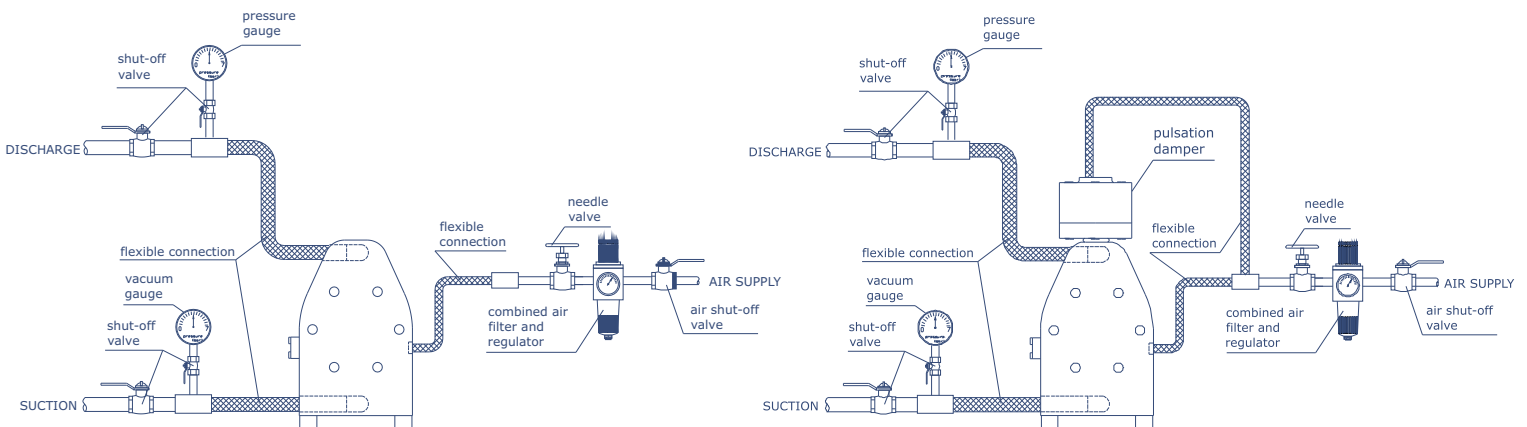 pressure
gauge
shut-off
valve
DISCHARGE
needle
valve
flexible
connection
flexible connection
AIR SUPPLY
vacuum
gauge
combined air
filter and
regulator
air shut-off
valve
shut-off
valve
SUCTION
pressure
gauge
shut-off
valve
pulsation
damper
DISCHARGE
needle
valve
flexible
connection
flexible connection
AIR SUPPLY
vacuum
gauge
combined air
filter and
regulator
air shut-off
valve
shut-off
valve
SUCTION